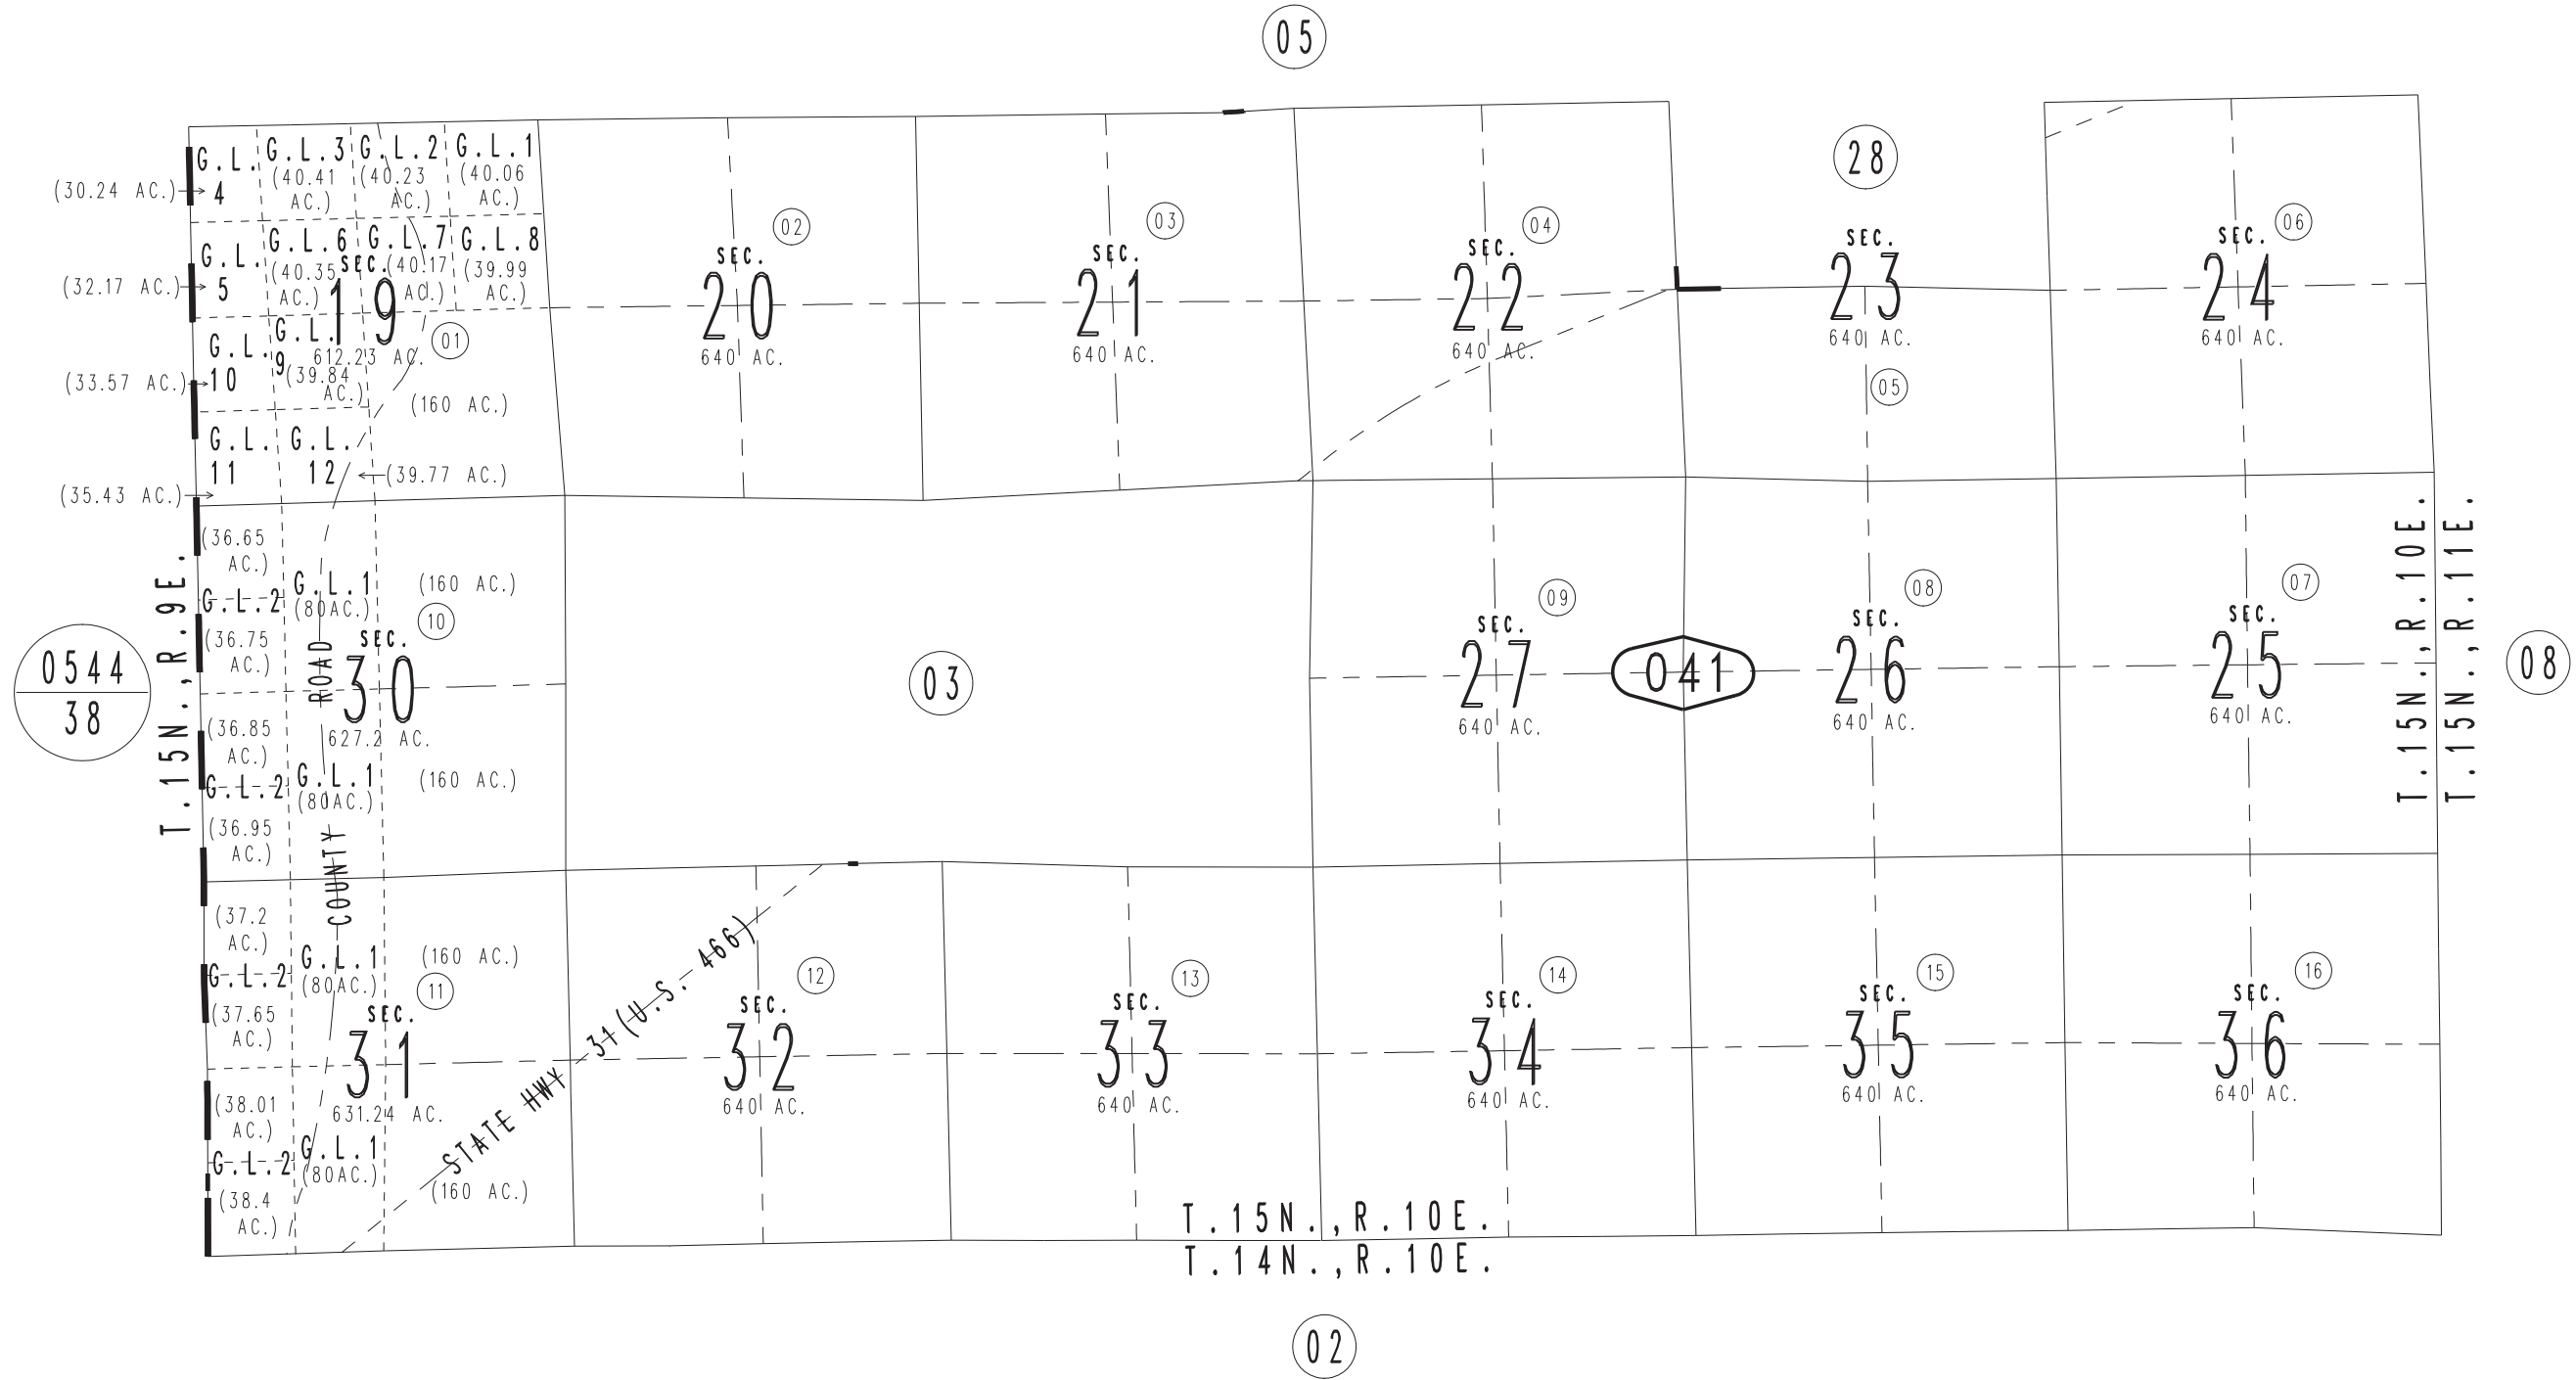 05
28
G.L.
4
G.L.3
(40.41
AC.)
G.L.2
(40.23
AC.)
G.L.1
(40.06
AC.)
(30.24 AC.)
G.L.
5
G.L.6
(40.35
AC.)
G.L.7
(40.17
AC.)
G.L.8
(39.99
AC.)
(32.17 AC.)
SEC.
19
612.23 AC.
01
G.L.
10
G.L.
9
(39.84
AC.)
(33.57 AC.)
(160 AC.)
G.L.
11
G.L.
12
(39.77 AC.)
(35.43 AC.)
02
SEC.
20
640 AC.
03
SEC.
21
640 AC.
04
SEC.
22
640 AC.
SEC.
23
640 AC.
05
06
SEC.
24
640 AC.
(36.65
AC.)
G.L.2
(36.75
AC.)
G.L.1
(80AC.)
(160 AC.)
10
SEC.
30
627.2 AC.
(36.85
AC.)
G.L.2
(36.95
AC.)
G.L.1
(80AC.)
(160 AC.)
ROAD
COUNTY
0544
38
T.15N.,R.9E.
03
09
SEC.
27
640 AC.
041
08
SEC.
26
640 AC.
07
SEC.
25
640 AC.
T.15N.,R.10E.
T.15N.,R.11E.
08
(37.2
AC.)
G.L.2
(37.65
AC.)
G.L.1
(80AC.)
(160 AC.)
11
SEC.
31
631.24 AC.
(38.01
AC.)
G.L.2
(38.4
AC.)
G.L.1
(80AC.)
(160 AC.)
STATE HWY 31(U.S. 466)
12
SEC.
32
640 AC.
13
SEC.
33
640 AC.
14
SEC.
34
640 AC.
15
SEC.
35
640 AC.
16
SEC.
36
640 AC.
T.15N.,R.10E.
T.14N.,R.10E.
02